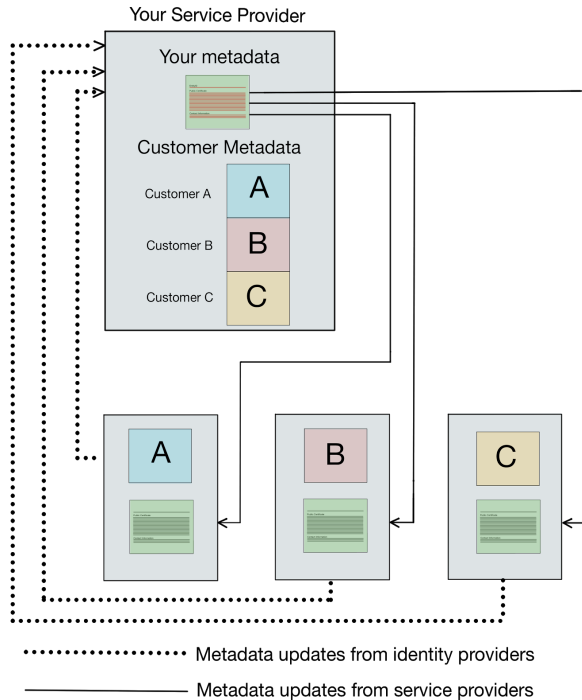 Your Service Provider
Your metadata
Customer Metadata
Customer A
A
Customer B
B
Customer C
C
A
B
C
Metadata updates from identity providers
Metadata updates from service providers